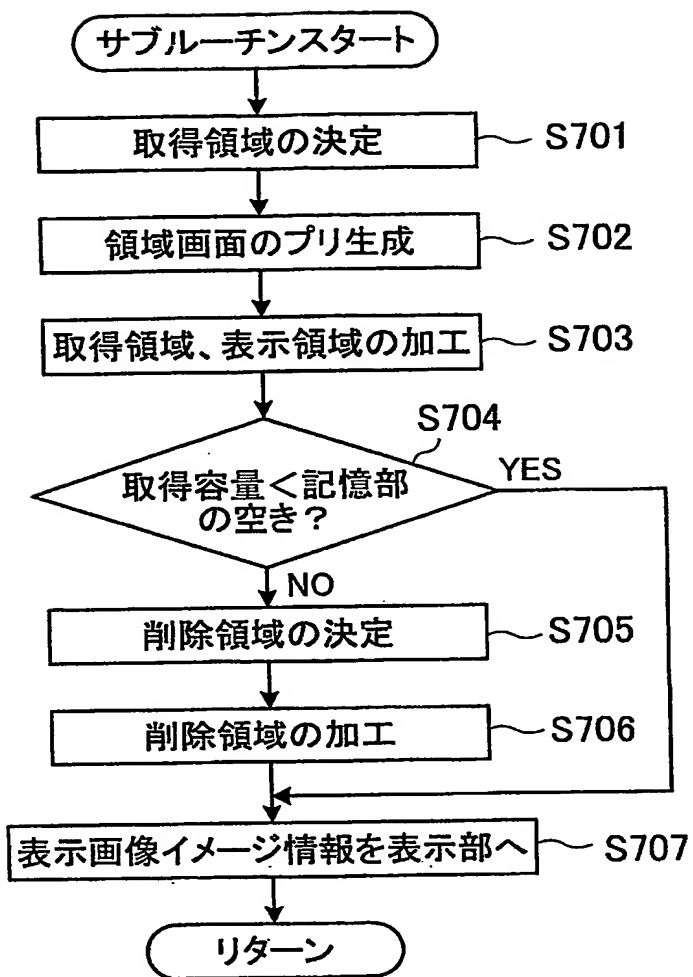 サブルーチンスタート
取得領域の決定
S701
領域画面のプリ生成
S702
取得領域、表示領域の加工
S703
S704
取得容量＜記憶部
の空き？
YES
NO
削除領域の決定
S705
削除領域の加工
S706
表示画像イメージ情報を表示部へ
S707
リターン